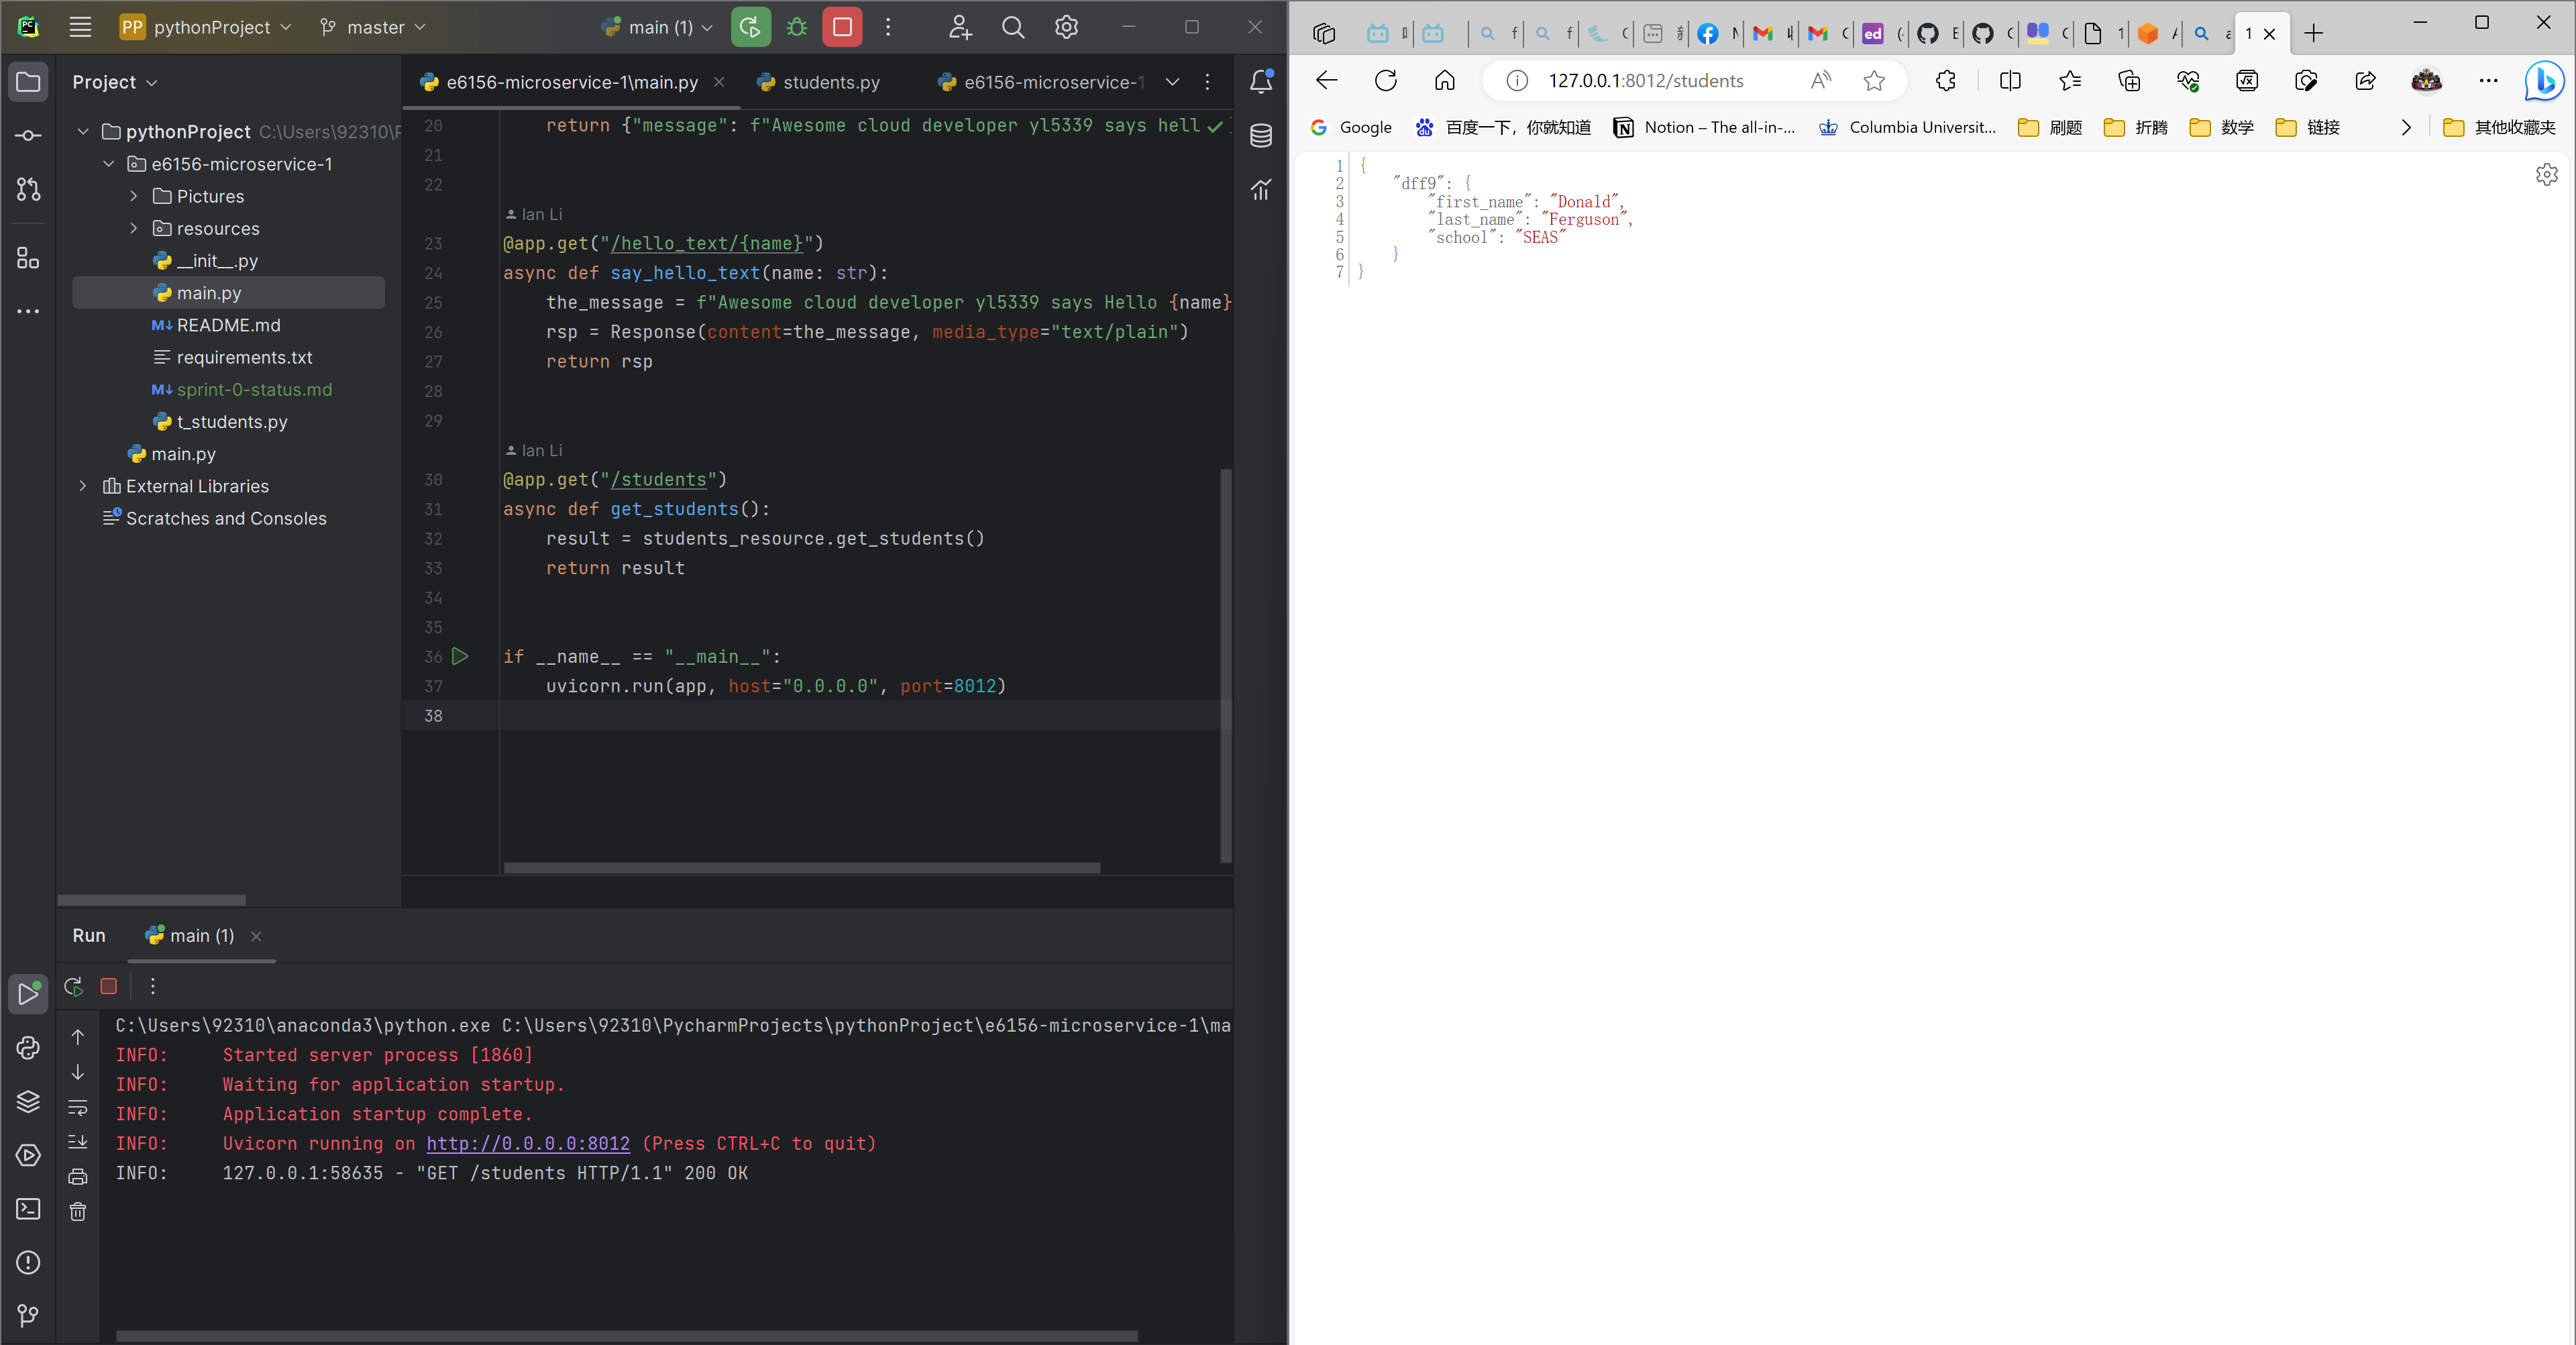 PC
PP pythonProject
master
main (1)
Project
pythonProject C:\Users\92310\P
e6156-microservice-1
Pictures
resources
__init__.py
main.py
README.md
requirements.txt
sprint-0-status.md
t_students.py
main.py
External Libraries
Scratches and Consoles
e6156-microservice-1\main.py
students.py
e6156-microservice-1
20 return {"message": f"Awesome cloud developer yl5339 says hell
21
22
Ian Li
23 @app.get("/hello_text/{name}")
24 async def say_hello_text(name: str):
25 the_message = f"Awesome cloud developer yl5339 says Hello {name}
26 rsp = Response(content=the_message, media_type="text/plain")
27 return rsp
28
29
Ian Li
30 @app.get("/students")
31 async def get_students():
32 result = students_resource.get_students()
33 return result
34
35
36 if __name__ == "__main__":
37 uvicorn.run(app, host="0.0.0.0", port=8012)
38
Run
main (1)
C:\Users\92310\anaconda3\python.exe C:\Users\92310\PycharmProjects\pythonProject\e6156-microservice-1\ma
INFO: Started server process [1860]
INFO: Waiting for application startup.
INFO: Application startup complete.
INFO: Uvicorn running on http://0.0.0.0:8012 (Press CTRL+C to quit)
INFO: 127.0.0.1:58635 - "GET /students HTTP/1.1" 200 OK
127.0.0.1:8012/students
Google
百度一下，你就知道
Notion – The all-in-...
Columbia Universit...
刷题
折腾
数学
链接
其他收藏夹
1 {
2 "dff9": {
3 "first_name": "Donald",
4 "last_name": "Ferguson",
5 "school": "SEAS"
6 }
7 }